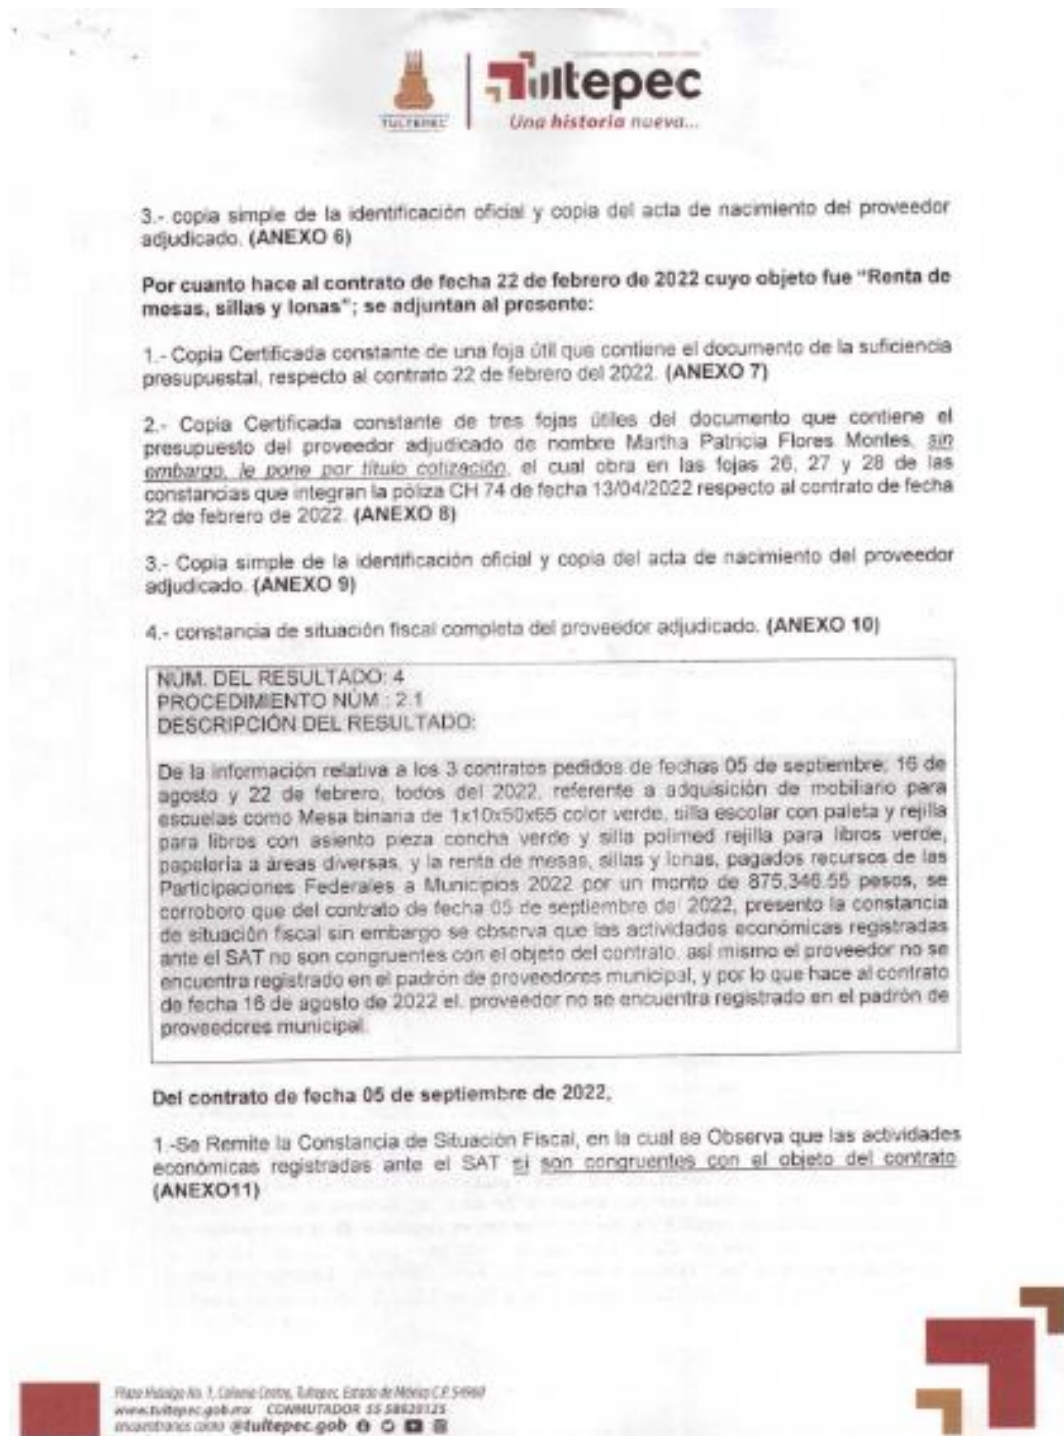 TULTEPEC
Tultepec
Una historia nueva...
3.- copia simple de la identificación oficial y copia del acta de nacimiento del proveedor
adjudicado. (ANEXO 6)
Por cuanto hace al contrato de fecha 22 de febrero de 2022 cuyo objeto fue “Renta de
mesas, sillas y lonas”; se adjuntan al presente:
1.- Copia Certificada constante de una foja útil que contiene el documento de la suficiencia
presupuestal, respecto al contrato 22 de febrero del 2022. (ANEXO 7)
2.- Copia Certificada constante de tres fojas útiles del documento que contiene el
presupuesto del proveedor adjudicado de nombre Martha Patricia Flores Montes, sin
embargo, le pone por título cotización, el cual obra en las fojas 26, 27 y 28 de las
constancias que integran la póliza CH 74 de fecha 13/04/2022 respecto al contrato de fecha
22 de febrero de 2022. (ANEXO 8)
3.- Copia simple de la identificación oficial y copia del acta de nacimiento del proveedor
adjudicado. (ANEXO 9)
4.- constancia de situación fiscal completa del proveedor adjudicado. (ANEXO 10)
NÚM. DEL RESULTADO: 4
PROCEDIMIENTO NÚM.: 2.1
DESCRIPCIÓN DEL RESULTADO:
De la información relativa a los 3 contratos pedidos de fechas 05 de septiembre, 16 de
agosto y 22 de febrero, todos del 2022, referente a adquisición de mobiliario para
escuelas como Mesa binaria de 1x10x50x65 color verde, silla escolar con paleta y rejilla
para libros con asiento pieza concha verde y silla polimed rejilla para libros verde,
papelería a áreas diversas, y la renta de mesas, sillas y lonas, pagados recursos de las
Participaciones Federales a Municipios 2022 por un monto de 875,346.55 pesos, se
corroboro que del contrato de fecha 05 de septiembre del 2022, presento la constancia
de situación fiscal sin embargo se observa que las actividades económicas registradas
ante el SAT no son congruentes con el objeto del contrato, así mismo el proveedor no se
encuentra registrado en el padrón de proveedores municipal, y por lo que hace al contrato
de fecha 16 de agosto de 2022 el. proveedor no se encuentra registrado en el padrón de
proveedores municipal.
Del contrato de fecha 05 de septiembre de 2022,
1.-Se Remite la Constancia de Situación Fiscal, en la cual se Observa que las actividades
económicas registradas ante el SAT si son congruentes con el objeto del contrato.
(ANEXO11)
Plaza Hidalgo No. 1, Colonia Centro, Tultepec, Estado de México C.P. 54960
www.tultepec.gob.mx CONMUTADOR 55 58920125
encuéntranos como @tultepec.gob